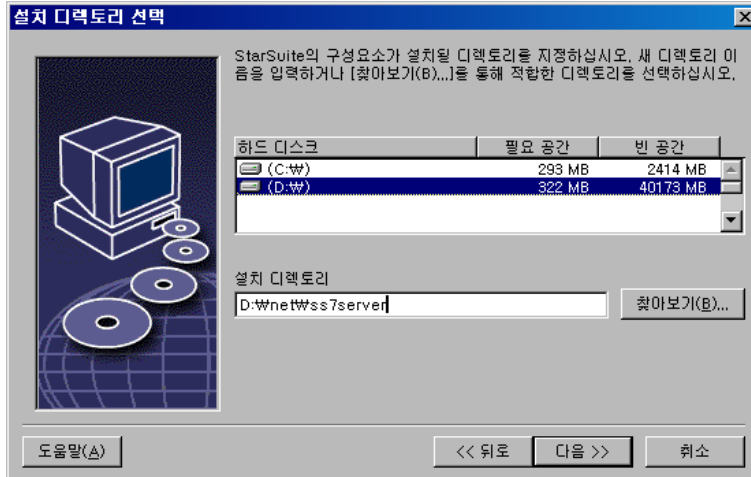 설치 디렉토리 선택
StarSuite의 구성요소가 설치될 디렉토리를 지정하십시오. 새 디렉토리 이
름을 입력하거나 [찾아보기(B)...]를 통해 적합한 디렉토리를 선택하십시오.
하드 디스크 필요 공간 빈 공간
(C:₩) 293 MB 2414 MB
(D:₩) 322 MB 40173 MB
설치 디렉토리
D:₩net₩ss7server
찾아보기(B)...
도움말(A) << 뒤로 다음 >> 취소